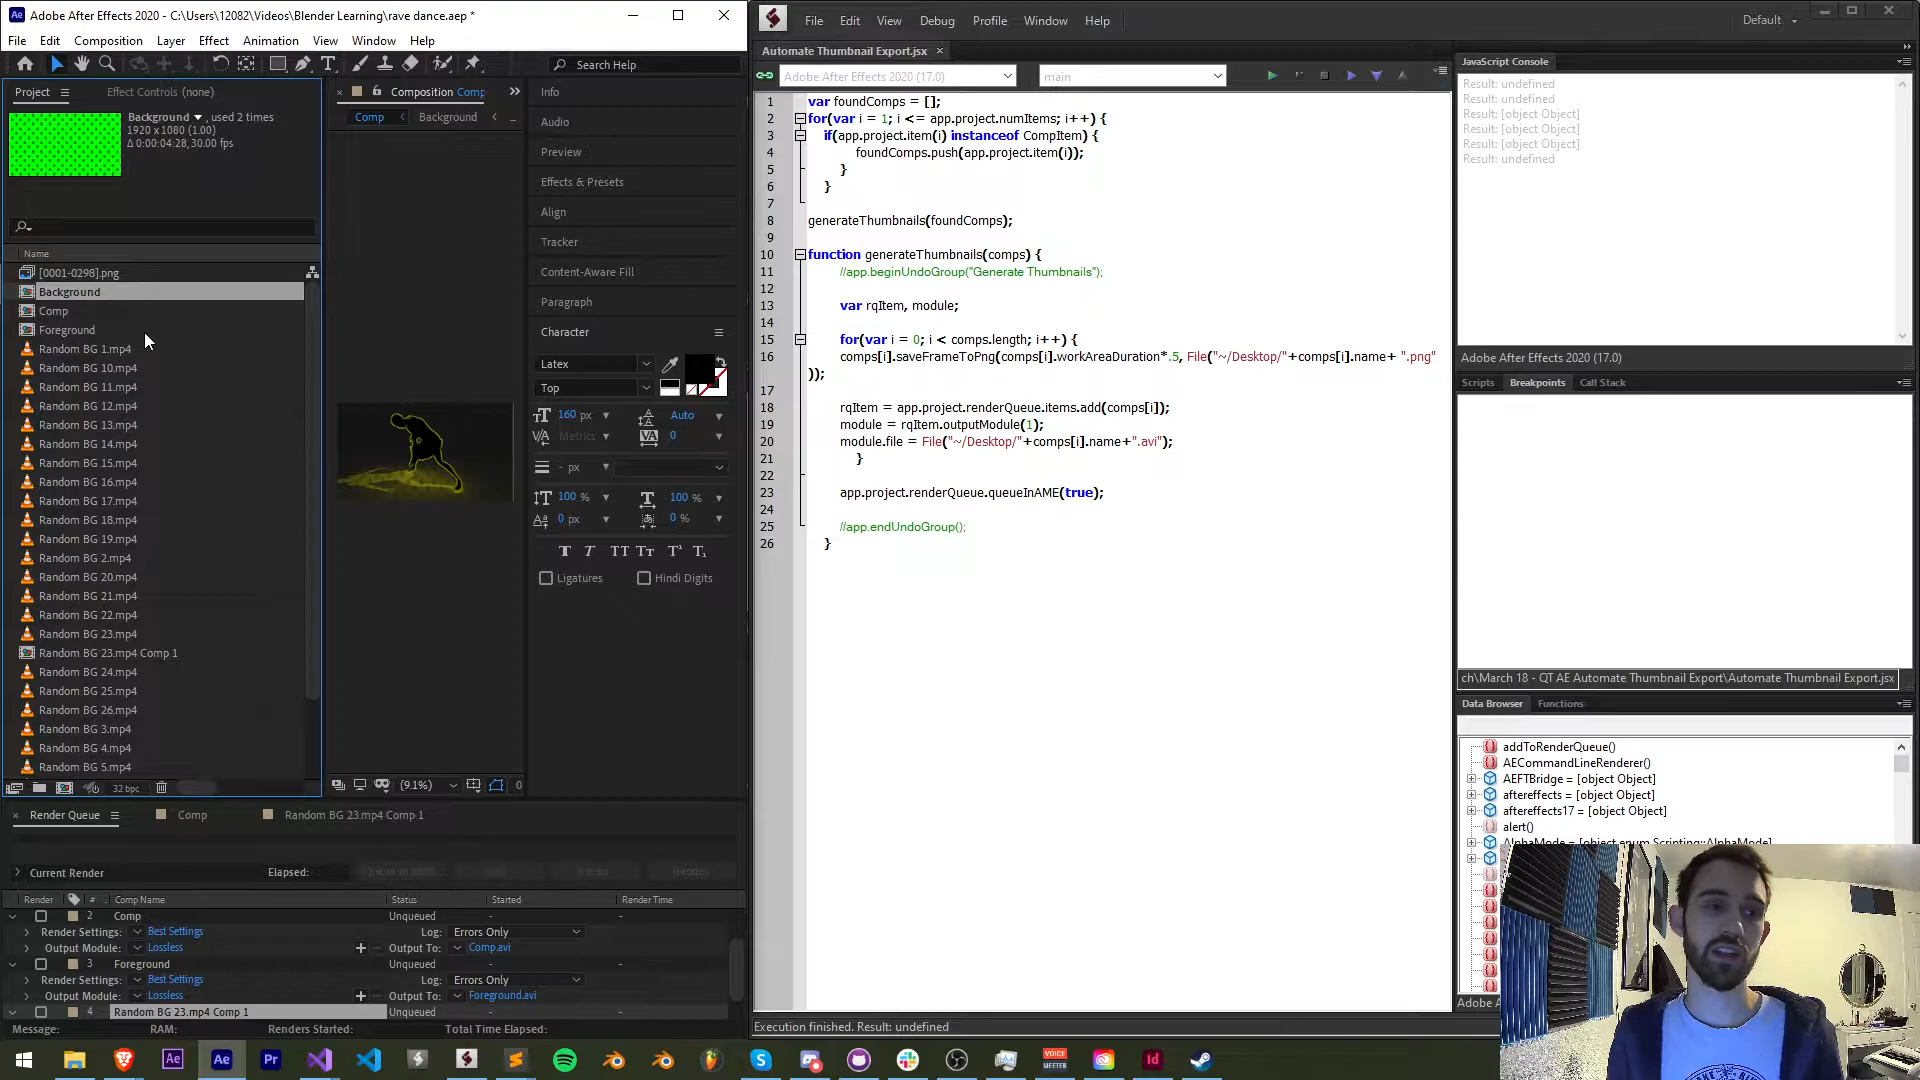 Adobe After Effects 2020 - C:\Users\12082\Videos\Blender Learning\rave dance.aep *
File Edit Composition Layer Effect Animation View Window Help
Search Help
Project Effect Controls (none)
Background , used 2 times
1920 x 1080 (1.00)
Δ 0:00:04:28, 30.00 fps
Name
[0001-0298].png
Background
Comp
Foreground
Random BG 1.mp4
Random BG 10.mp4
Random BG 11.mp4
Random BG 12.mp4
Random BG 13.mp4
Random BG 14.mp4
Random BG 15.mp4
Random BG 16.mp4
Random BG 17.mp4
Random BG 18.mp4
Random BG 19.mp4
Random BG 2.mp4
Random BG 20.mp4
Random BG 21.mp4
Random BG 22.mp4
Random BG 23.mp4
Random BG 23.mp4 Comp 1
Random BG 24.mp4
Random BG 25.mp4
Random BG 26.mp4
Random BG 3.mp4
Random BG 4.mp4
Random BG 5.mp4
32 bpc
Composition Comp
Comp Background
(9.1%) 0
Info
Audio
Preview
Effects & Presets
Align
Tracker
Content-Aware Fill
Paragraph
Character
Latex
Top
160 px Auto
Metrics 0
- px
100 % 100 %
0 px 0 %
Ligatures Hindi Digits
Render Queue Comp Random BG 23.mp4 Comp 1
Current Render Elapsed:
Render # Comp Name Status Started Render Time
2 Comp Unqueued - -
Render Settings: Best Settings Log: Errors Only
Output Module: Lossless Output To: Comp.avi
3 Foreground Unqueued - -
Render Settings: Best Settings Log: Errors Only
Output Module: Lossless Output To: Foreground.avi
4 Random BG 23.mp4 Comp 1 Unqueued - -
Message: RAM: Renders Started: Total Time Elapsed:
File Edit View Debug Profile Window Help
Default
Automate Thumbnail Export.jsx
Adobe After Effects 2020 (17.0) main
1 var foundComps = [];
2 for(var i = 1; i <= app.project.numItems; i++) {
3 if(app.project.item(i) instanceof CompItem) {
4 foundComps.push(app.project.item(i));
5 }
6 }
7
8 generateThumbnails(foundComps);
9
10 function generateThumbnails(comps) {
11 //app.beginUndoGroup("Generate Thumbnails");
12
13 var rqItem, module;
14
15 for(var i = 0; i < comps.length; i++) {
16 comps[i].saveFrameToPng(comps[i].workAreaDuration*.5, File("~/Desktop/"+comps[i].name+ ".png"
));
17
18 rqItem = app.project.renderQueue.items.add(comps[i]);
19 module = rqItem.outputModule(1);
20 module.file = File("~/Desktop/"+comps[i].name+".avi");
21 }
22
23 app.project.renderQueue.queueInAME(true);
24
25 //app.endUndoGroup();
26 }
Execution finished. Result: undefined
JavaScript Console
Result: undefined
Result: undefined
Result: [object Object]
Result: [object Object]
Result: [object Object]
Result: undefined
Adobe After Effects 2020 (17.0)
Scripts Breakpoints Call Stack
ch\March 18 - QT AE Automate Thumbnail Export\Automate Thumbnail Export.jsx
Data Browser Functions
addToRenderQueue()
AECommandLineRenderer()
AEFTBridge = [object Object]
aftereffects = [object Object]
aftereffects17 = [object Object]
alert()
AlphaMode = [object enum Scripting::AlphaMode]
Adobe A
Ae Ae Pr
VOICE
MEETER
Id